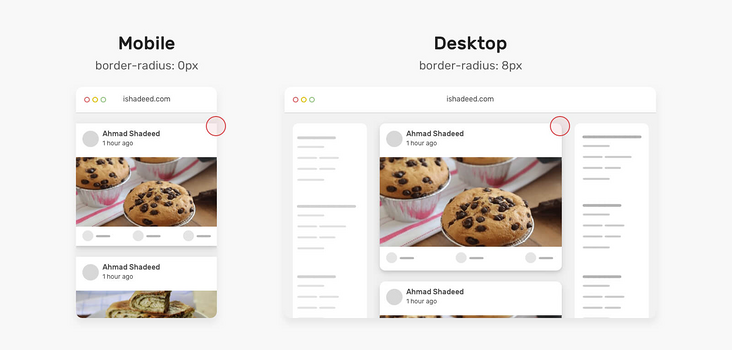 Mobile
border-radius: 0px
ishadeed.com
Ahmad Shadeed
1 hour ago
Ahmad Shadeed
1 hour ago
Desktop
border-radius: 8px
ishadeed.com
Ahmad Shadeed
1 hour ago
Ahmad Shadeed
1 hour ago